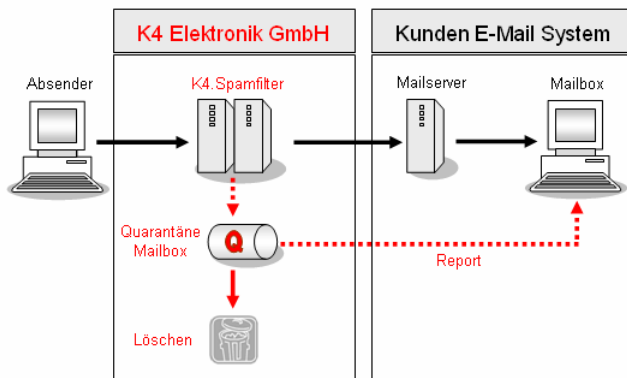 K4 Elektronik GmbH
Kunden E-Mail System
Absender
K4.Spamfilter
Mailserver
Mailbox
Quarantäne
Mailbox
Q
Report
Löschen